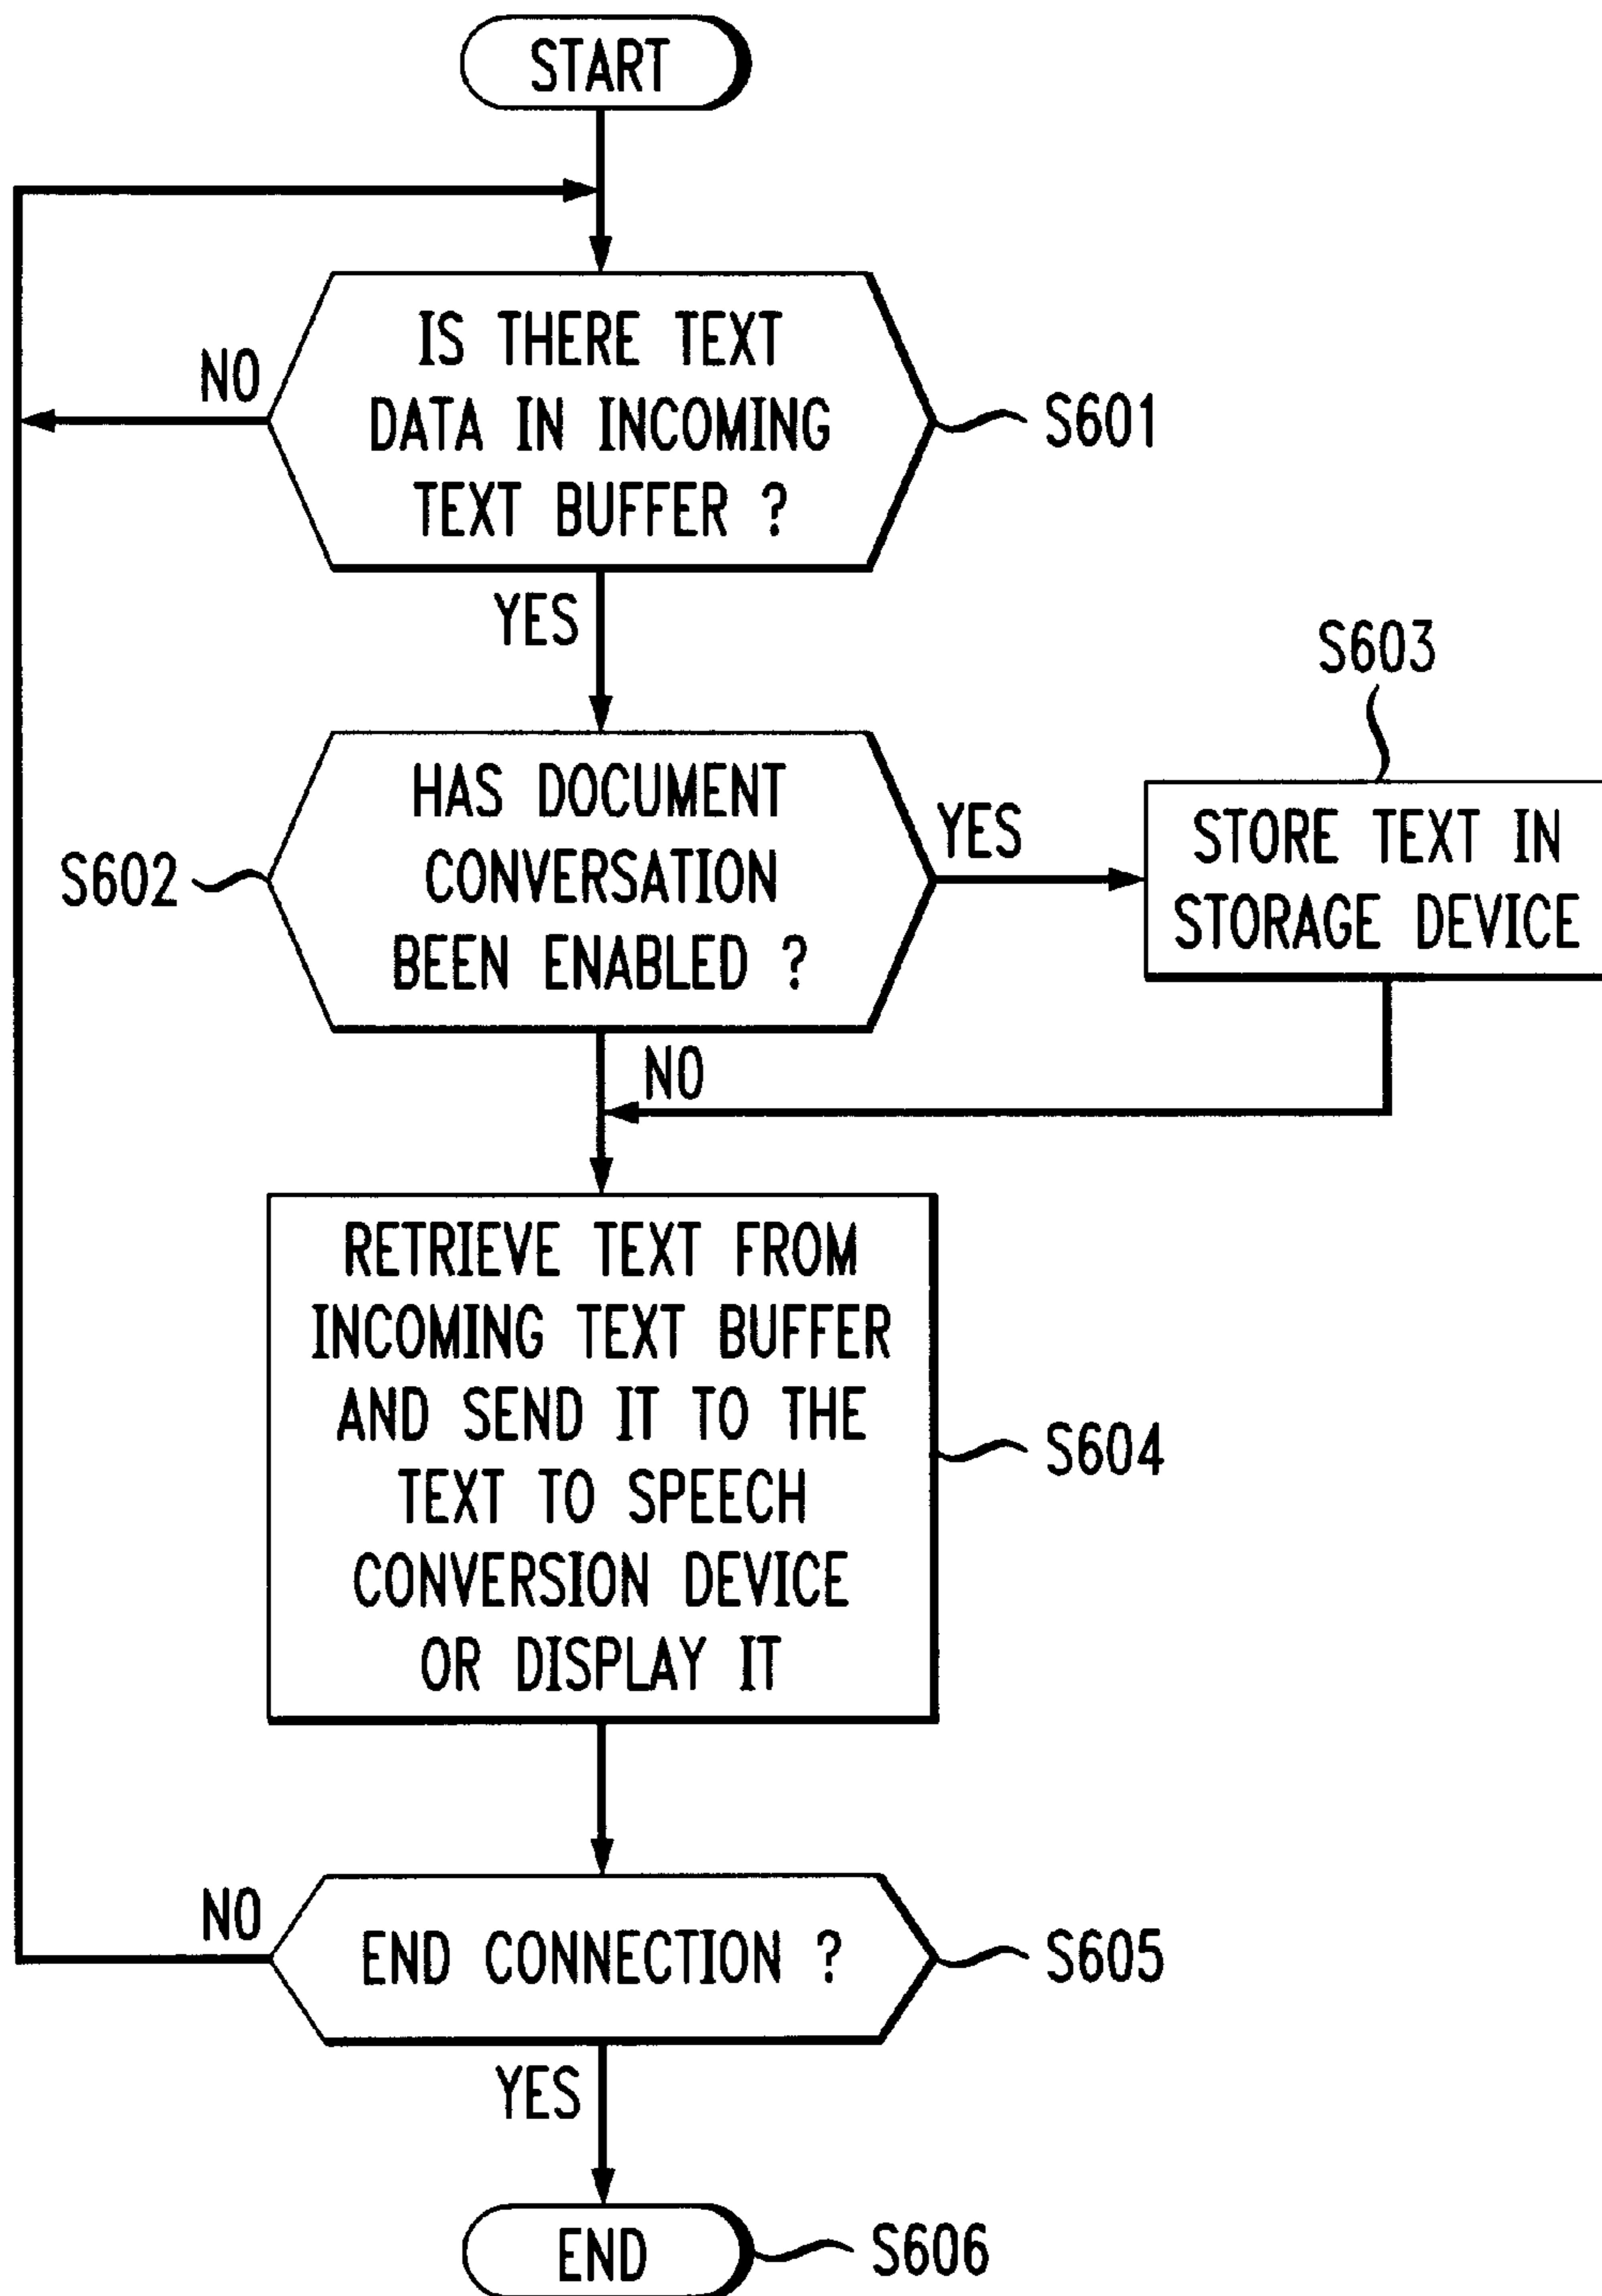 START
IS THERE TEXT
DATA IN INCOMING
TEXT BUFFER ?
NO
S601
YES
HAS DOCUMENT
CONVERSATION
BEEN ENABLED ?
S602
YES
S603
STORE TEXT IN
STORAGE DEVICE
NO
RETRIEVE TEXT FROM
INCOMING TEXT BUFFER
AND SEND IT TO THE
TEXT TO SPEECH
CONVERSION DEVICE
OR DISPLAY IT
S604
NO
END CONNECTION ?
S605
YES
END
S606